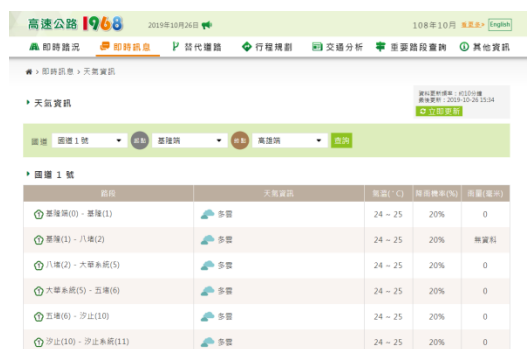 高速公路 1968 2019年10月26日 108年10月 English
即時路況 即時訊息 替代道路 行程規劃 交通分析 重要路段查詢 其他資訊
> 即時訊息 > 天氣資訊
天氣資訊
資料更新頻率：約10分鐘
最後更新：2019-10-26 15:34
立即更新
國道 國道 1 號 起點 基隆端 高雄端 查詢
國道 1 號
路段 天氣資訊 氣溫(°C) 降雨機率(%) 雨量(毫米)
基隆端(0) - 基隆(1) 多雲 24 ~ 25 20% 0
基隆(1) - 八堵(2) 多雲 24 ~ 25 20% 無資料
八堵(2) - 大華系統(5) 多雲 24 ~ 25 20% 0
大華系統(5) - 五堵(6) 多雲 24 ~ 25 20% 0
五堵(6) - 汐止(10) 多雲 24 ~ 25 20% 0
汐止(10) - 汐止系統(11) 多雲 24 ~ 25 20% 0